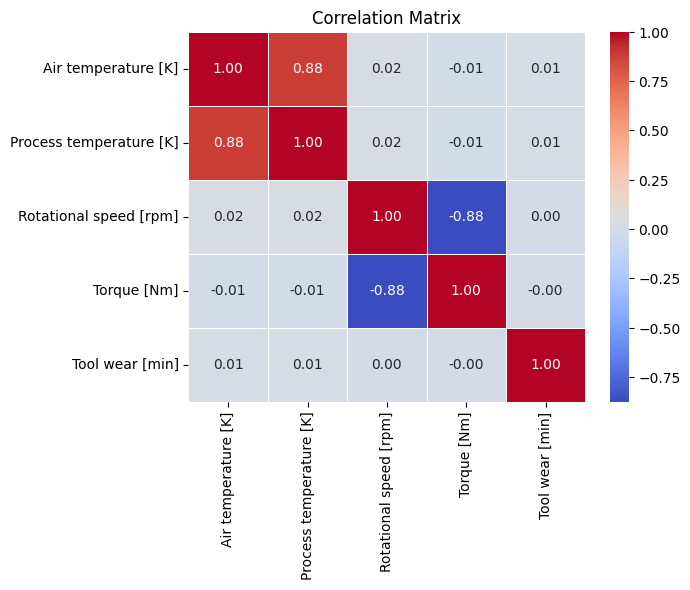 Correlation Matrix
Air temperature [K]
1.00 0.88 0.02 -0.01 0.01
Process temperature [K]
0.88 1.00 0.02 -0.01 0.01
Rotational speed [rpm]
0.02 0.02 1.00 -0.88 0.00
Torque [Nm]
-0.01 -0.01 -0.88 1.00 -0.00
Tool wear [min]
0.01 0.01 0.00 -0.00 1.00
Air temperature [K]
Process temperature [K]
Rotational speed [rpm]
Torque [Nm]
Tool wear [min]
1.00
0.75
0.50
0.25
0.00
-0.25
-0.50
-0.75